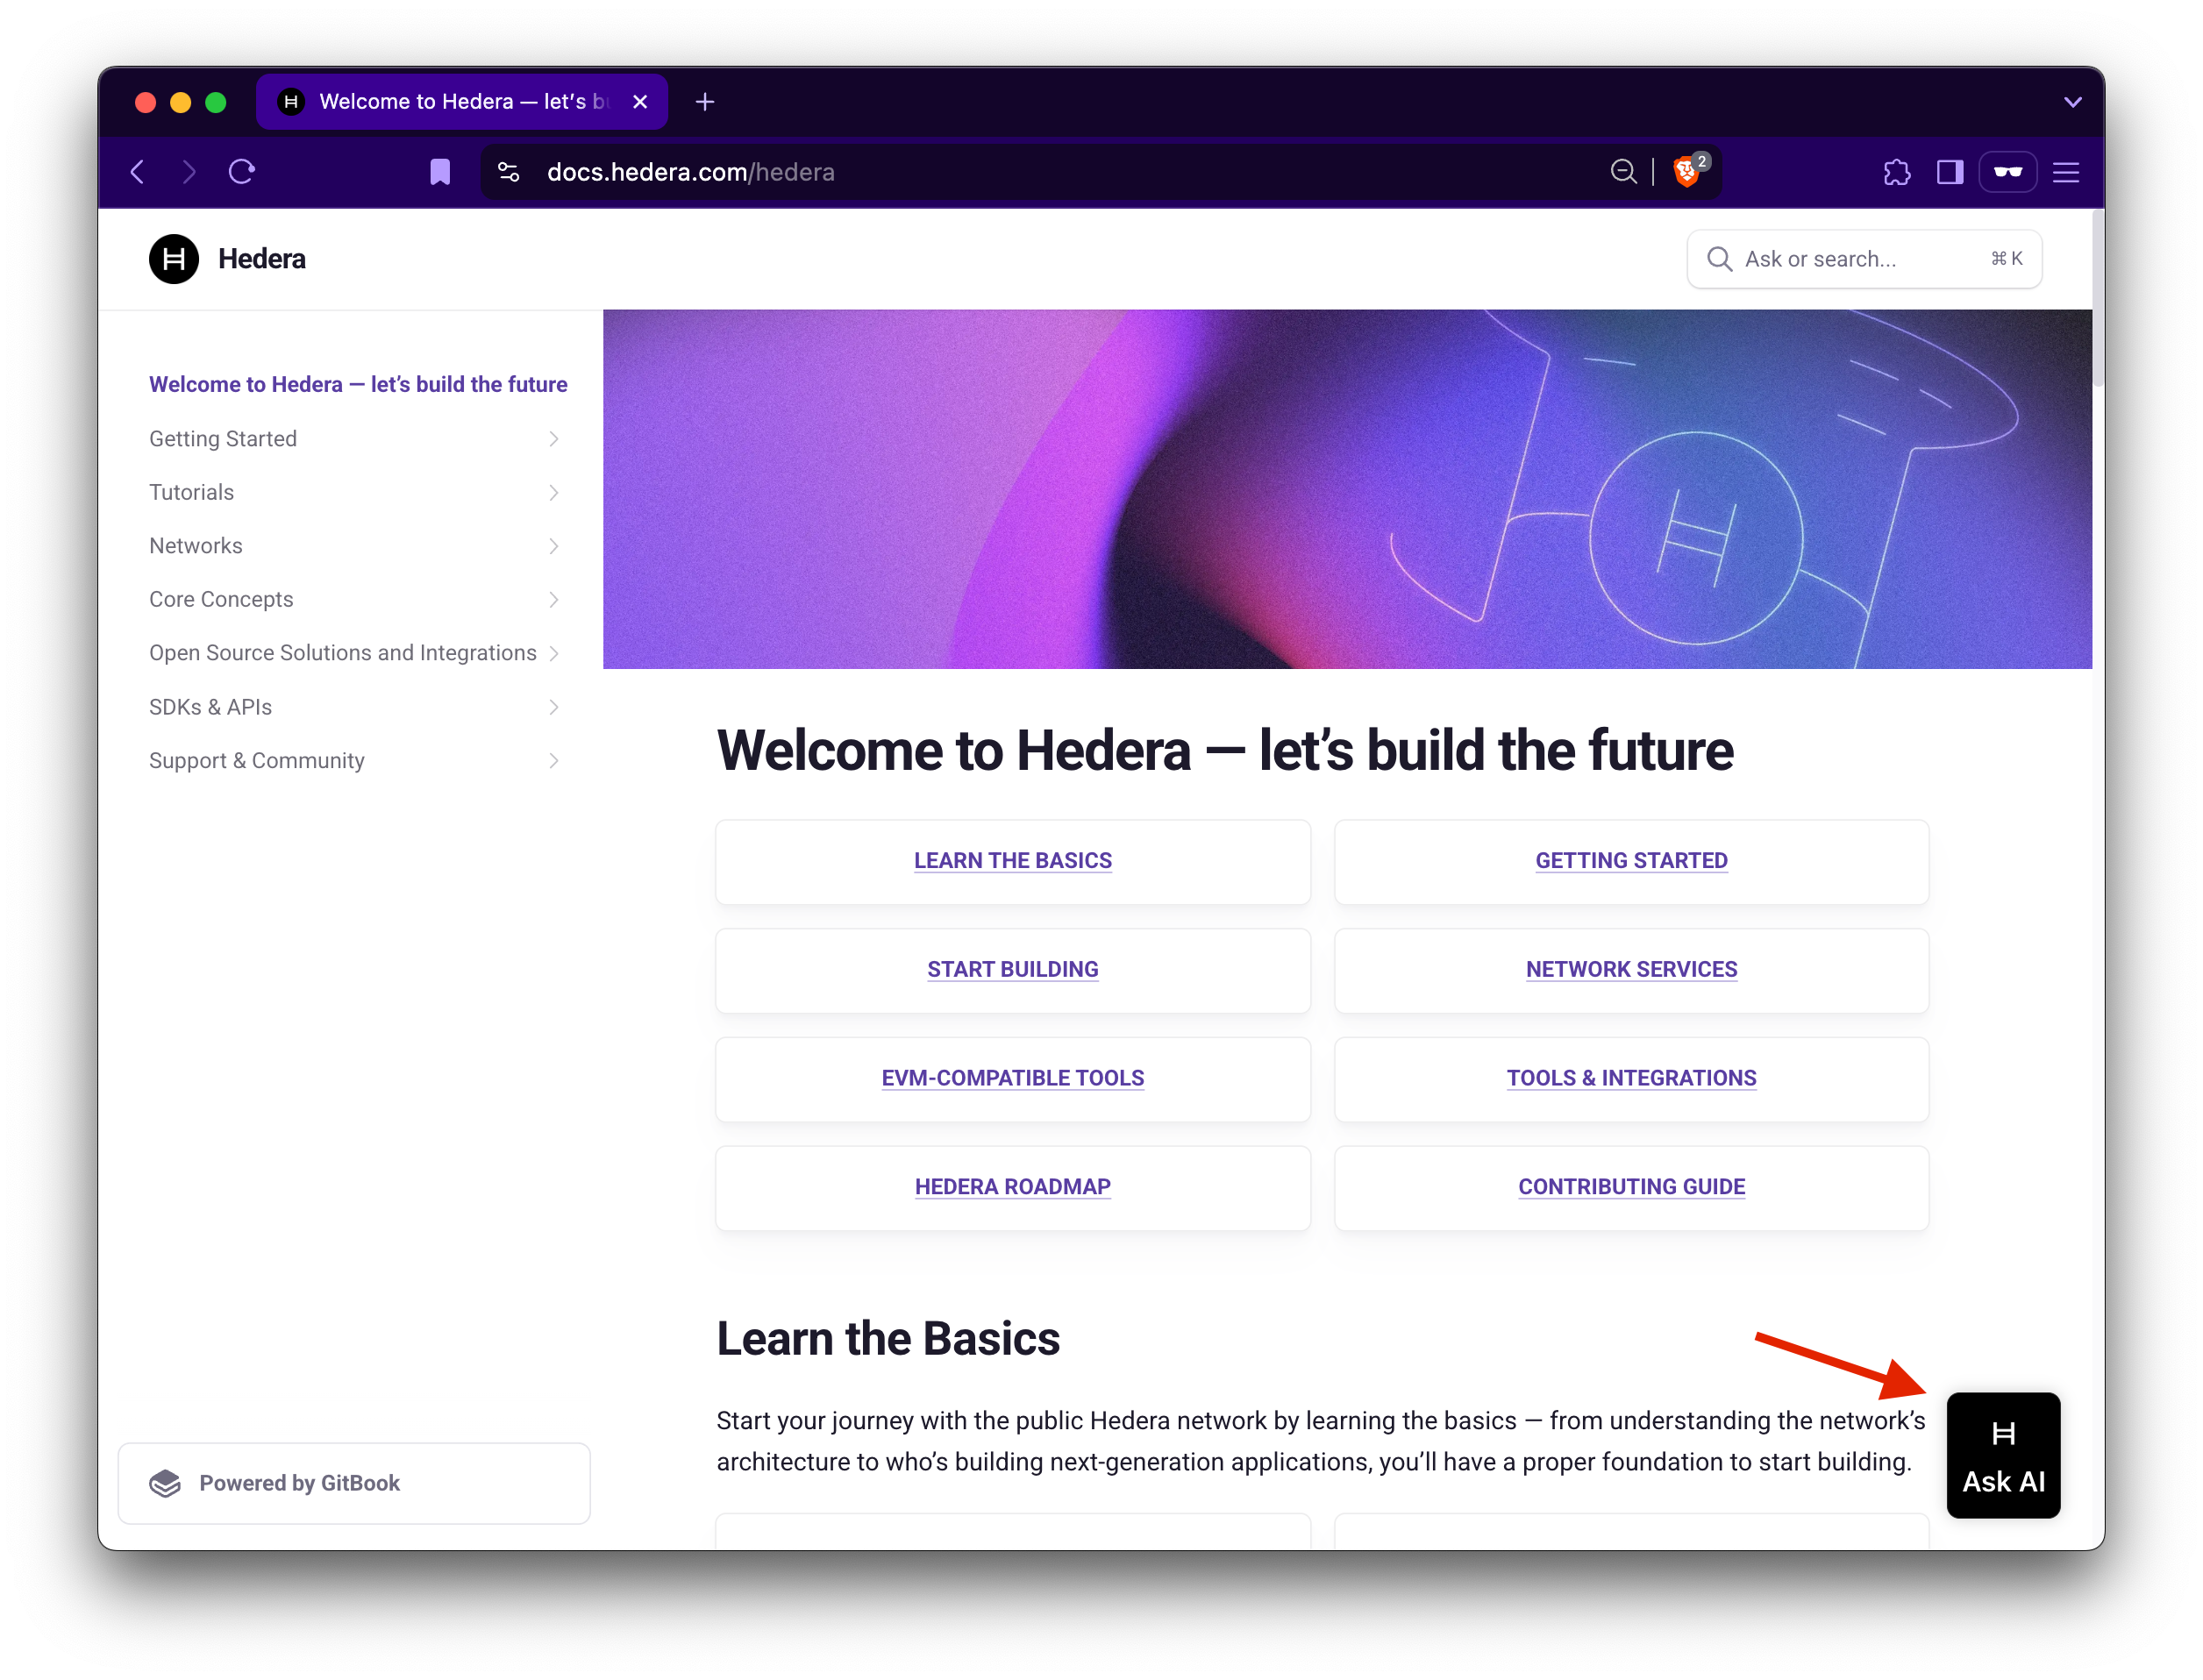 Welcome to Hedera — let's b
docs.hedera.com/hedera
2
Hedera
Ask or search...
⌘ K
Welcome to Hedera — let’s build the future
Getting Started
Tutorials
Networks
Core Concepts
Open Source Solutions and Integrations
SDKs & APIs
Support & Community
Powered by GitBook
Welcome to Hedera — let’s build the future
LEARN THE BASICS
GETTING STARTED
START BUILDING
NETWORK SERVICES
EVM-COMPATIBLE TOOLS
TOOLS & INTEGRATIONS
HEDERA ROADMAP
CONTRIBUTING GUIDE
Learn the Basics
Start your journey with the public Hedera network by learning the basics — from understanding the network’s
architecture to who’s building next-generation applications, you’ll have a proper foundation to start building.
Ask AI